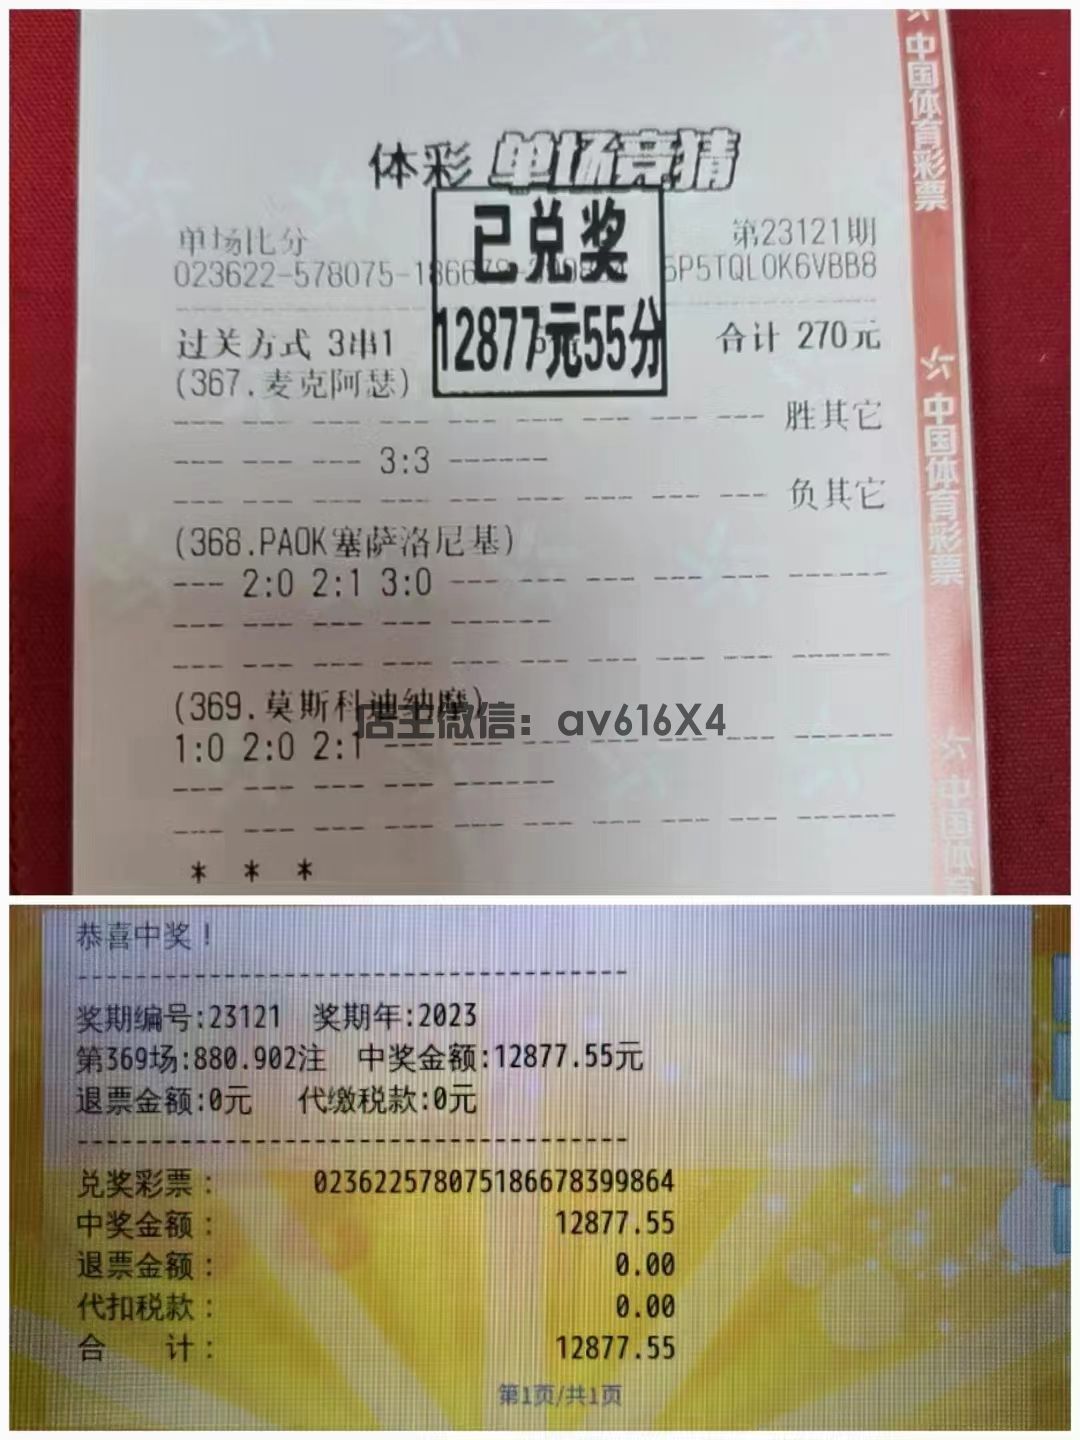 中国体育彩票
体彩 单场竞猜
已兑奖
12877元55分
单场比分 第23121期
023622-578075-186678- 5P5TQLOK6VBB8
过关方式 3串1 合计 270元
(367.麦克阿瑟)
--- --- --- --- --- --- --- --- --- 胜其它
--- --- --- 3:3 ------
--- --- --- --- --- --- --- --- --- 负其它
中国体育彩票
(368.PAOK塞萨洛尼基)
--- 2:0 2:1 3:0 --- --- --- --- --- ------
--- --- --- --- ------
--- --- --- --- --- --- --- --- --- ------
(369.莫斯科迪纳摩)
店主微信：av616X4
1:0 2:0 2:1 --- --- --- --- --- --- ------
--- --- --- --- ------
--- --- --- --- --- --- --- --- --- ------
中国体育
* * *
恭喜中奖！
--------------------------------------
奖期编号:23121 奖期年:2023
第369场:880.902注 中奖金额:12877.55元
退票金额:0元 代缴税款:0元
--------------------------------------
兑奖彩票： 023622578075186678399864
中奖金额： 12877.55
退票金额： 0.00
代扣税款： 0.00
合 计： 12877.55
第1页/共1页